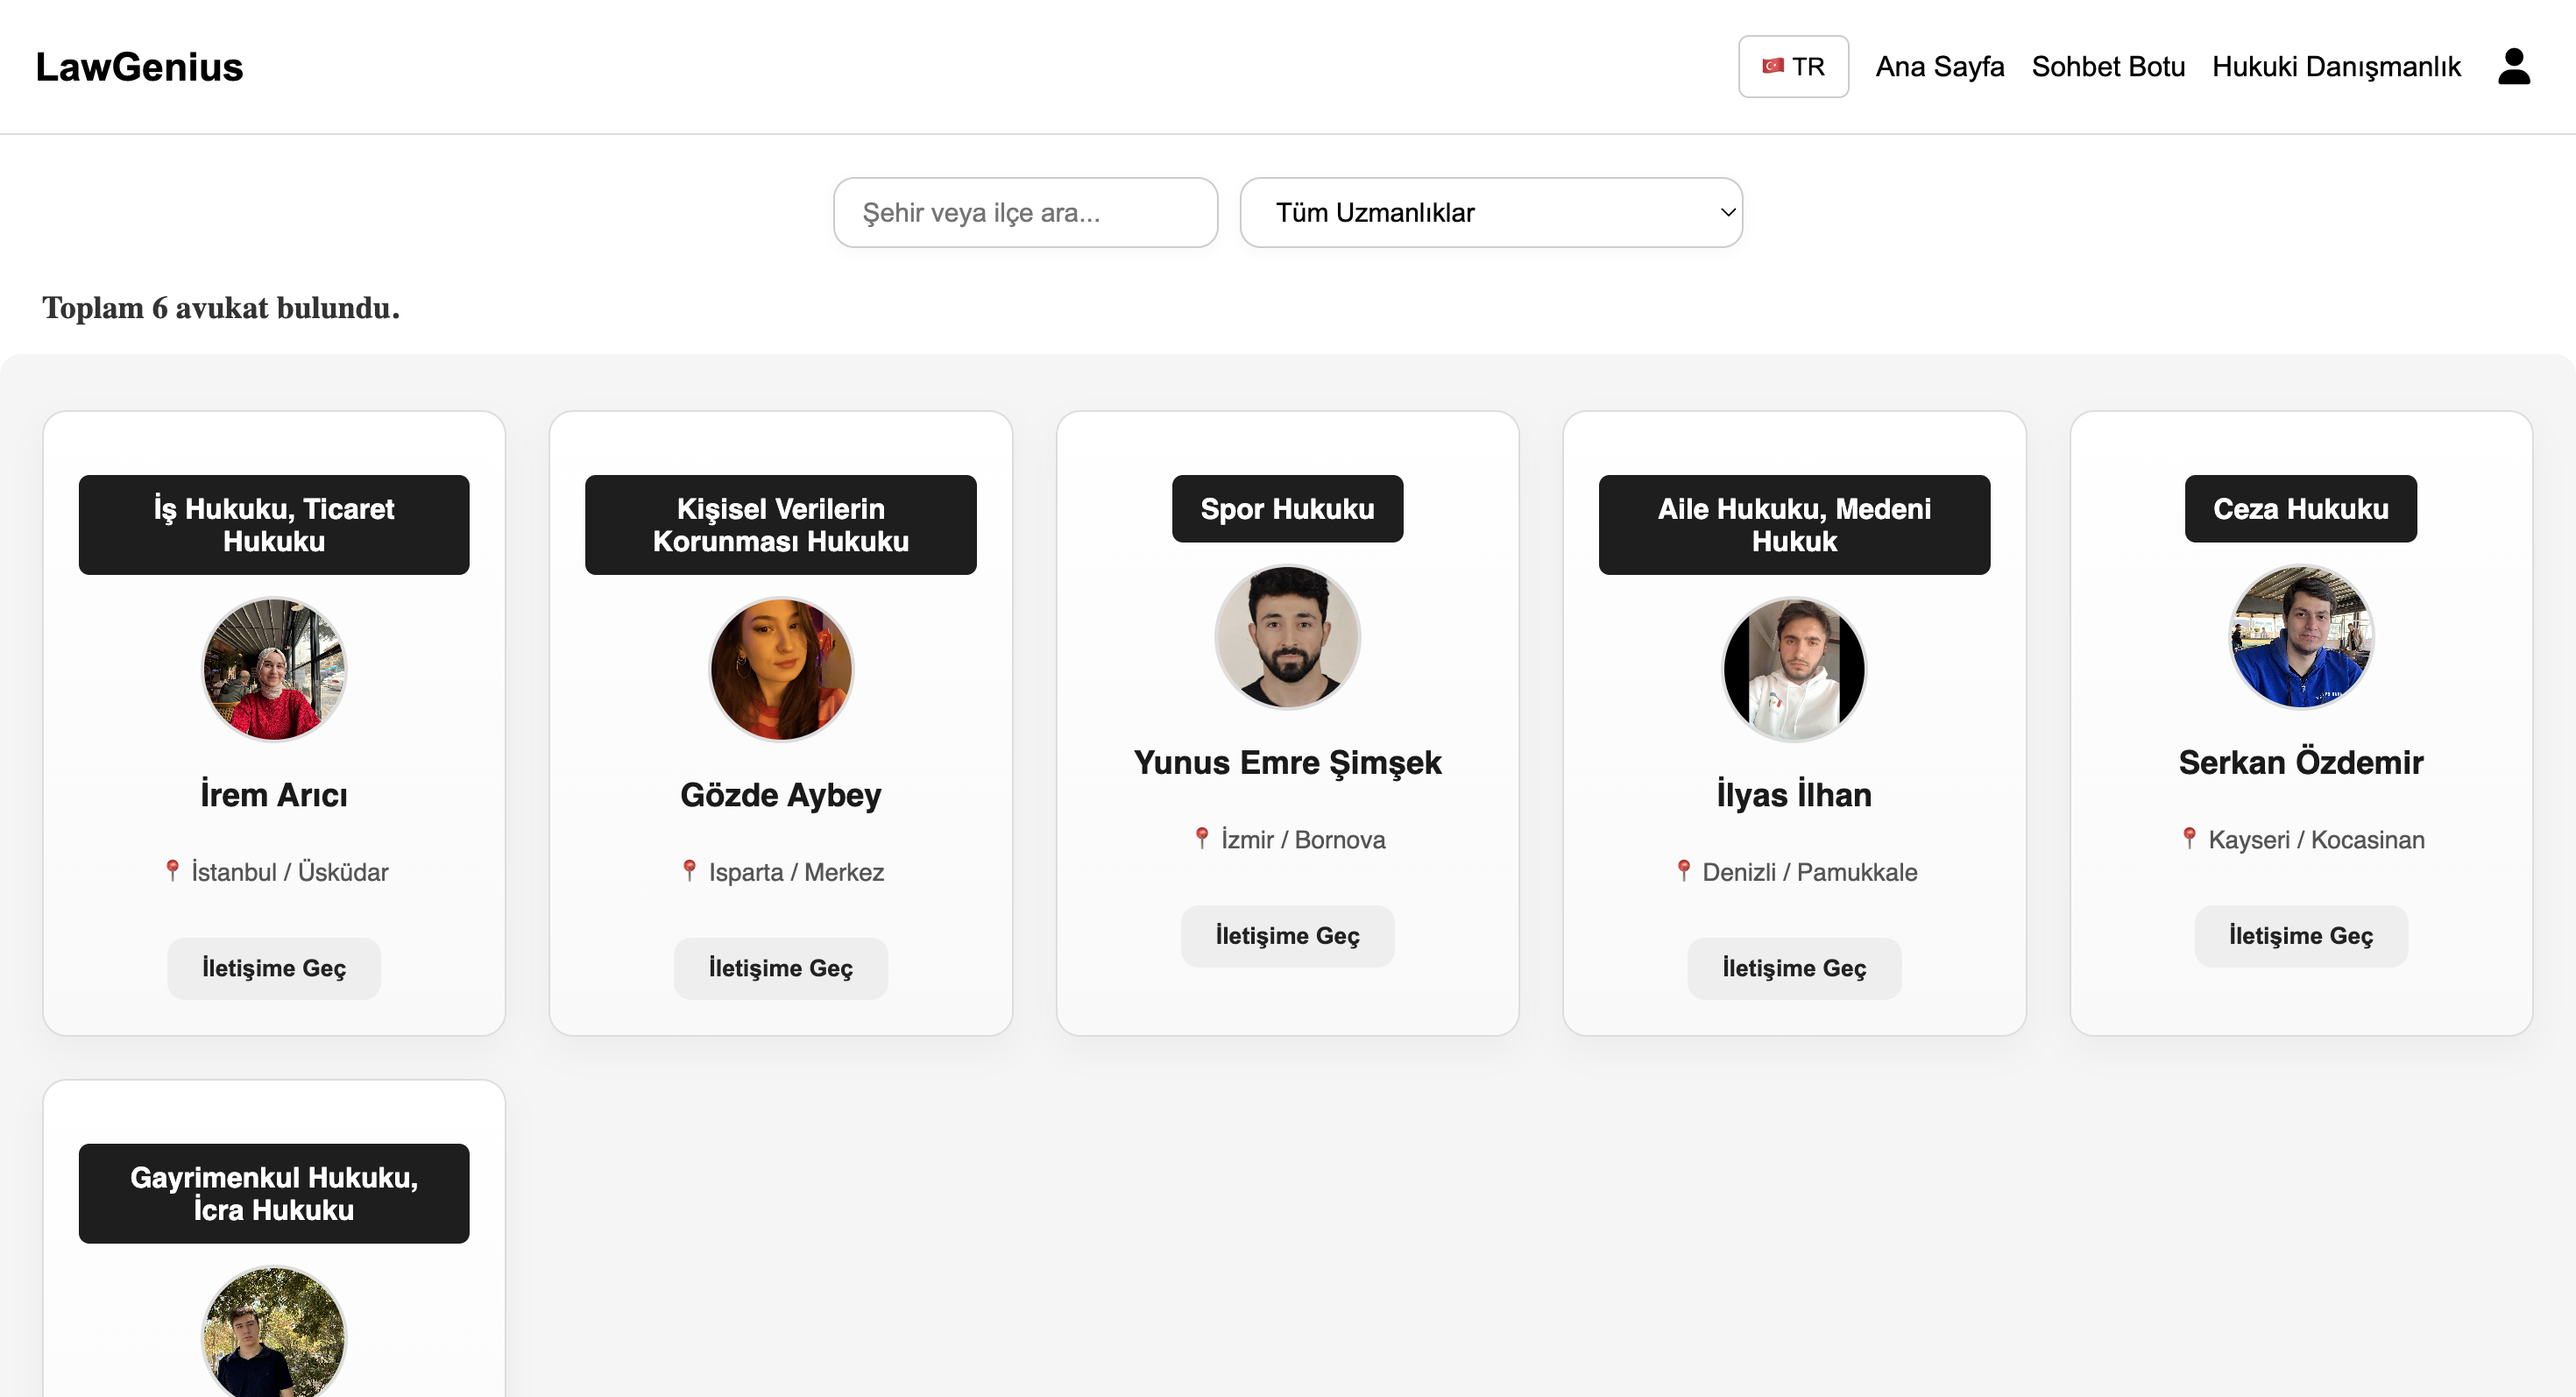 LawGenius
TR
Ana Sayfa
Sohbet Botu
Hukuki Danışmanlık
Şehir veya ilçe ara...
Tüm Uzmanlıklar
Toplam 6 avukat bulundu.
İş Hukuku, Ticaret
Hukuku
İrem Arıcı
İstanbul / Üsküdar
İletişime Geç
Kişisel Verilerin
Korunması Hukuku
Gözde Aybey
Isparta / Merkez
İletişime Geç
Spor Hukuku
Yunus Emre Şimşek
İzmir / Bornova
İletişime Geç
Aile Hukuku, Medeni
Hukuk
İlyas İlhan
Denizli / Pamukkale
İletişime Geç
Ceza Hukuku
Serkan Özdemir
Kayseri / Kocasinan
İletişime Geç
Gayrimenkul Hukuku,
İcra Hukuku